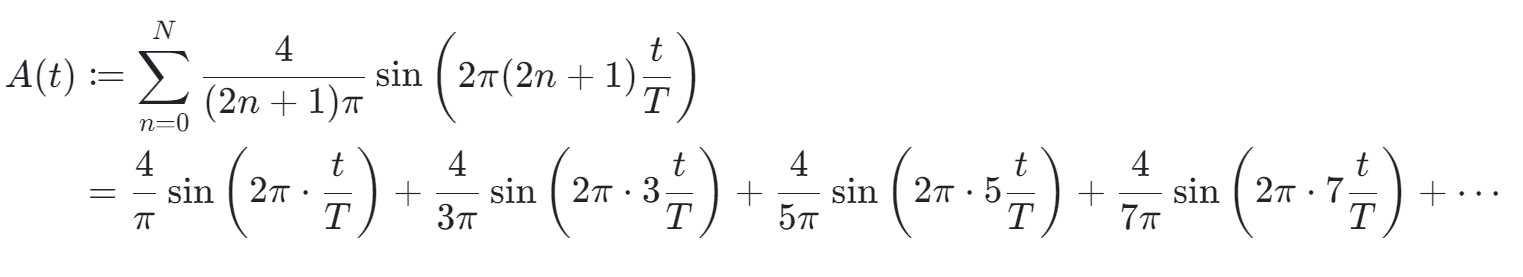 A(t) := \sum_{n=0}^{N} \frac{4}{(2n+1)\pi} \sin\left(2\pi(2n+1)\frac{t}{T}\right)
= \frac{4}{\pi} \sin\left(2\pi \cdot \frac{t}{T}\right) + \frac{4}{3\pi} \sin\left(2\pi \cdot 3\frac{t}{T}\right) + \frac{4}{5\pi} \sin\left(2\pi \cdot 5\frac{t}{T}\right) + \frac{4}{7\pi} \sin\left(2\pi \cdot 7\frac{t}{T}\right) + \cdots